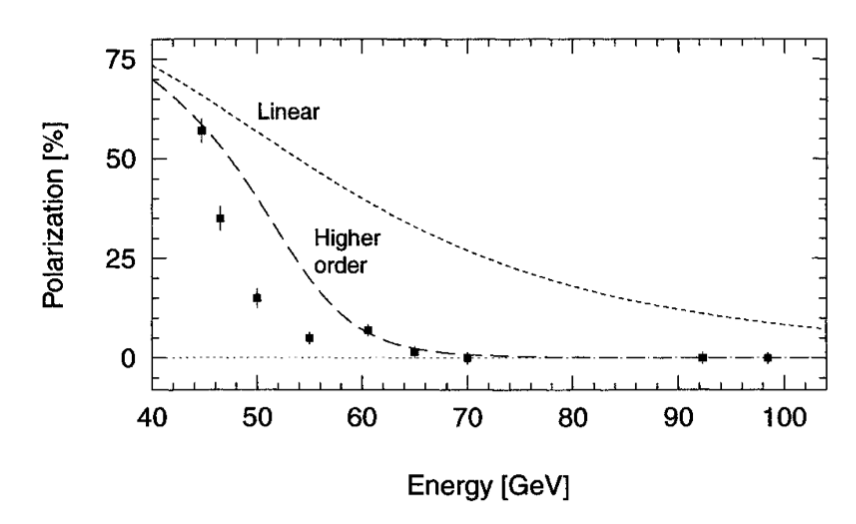 75
Linear
50
Higher
order
25
0
Polarization [%]
40 50 60 70 80 90 100
Energy [GeV]